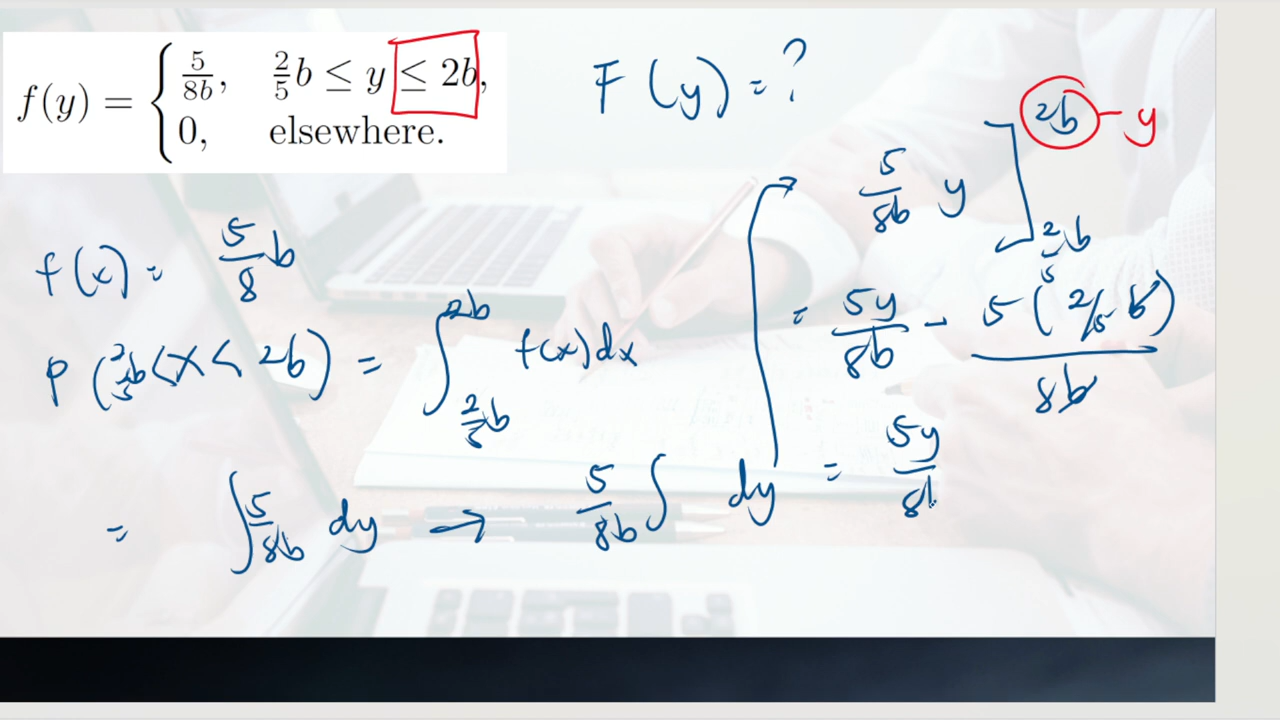 f(y) = { 5/8b, 2/5 b ≤ y ≤ 2b,
0, elsewhere.
F(y) = ?
5/8b y ]_{2/5 b}^{2b} - y
f(x) = 5/8 b
= 5y/8b - 5(2/5 b)/8b
P(2/5 b < x < 2b) = ∫_{2/5 b}^{2b} f(x) dx
= ∫ 5/8b dy → 5/8b ∫ dy
= 5y/8b